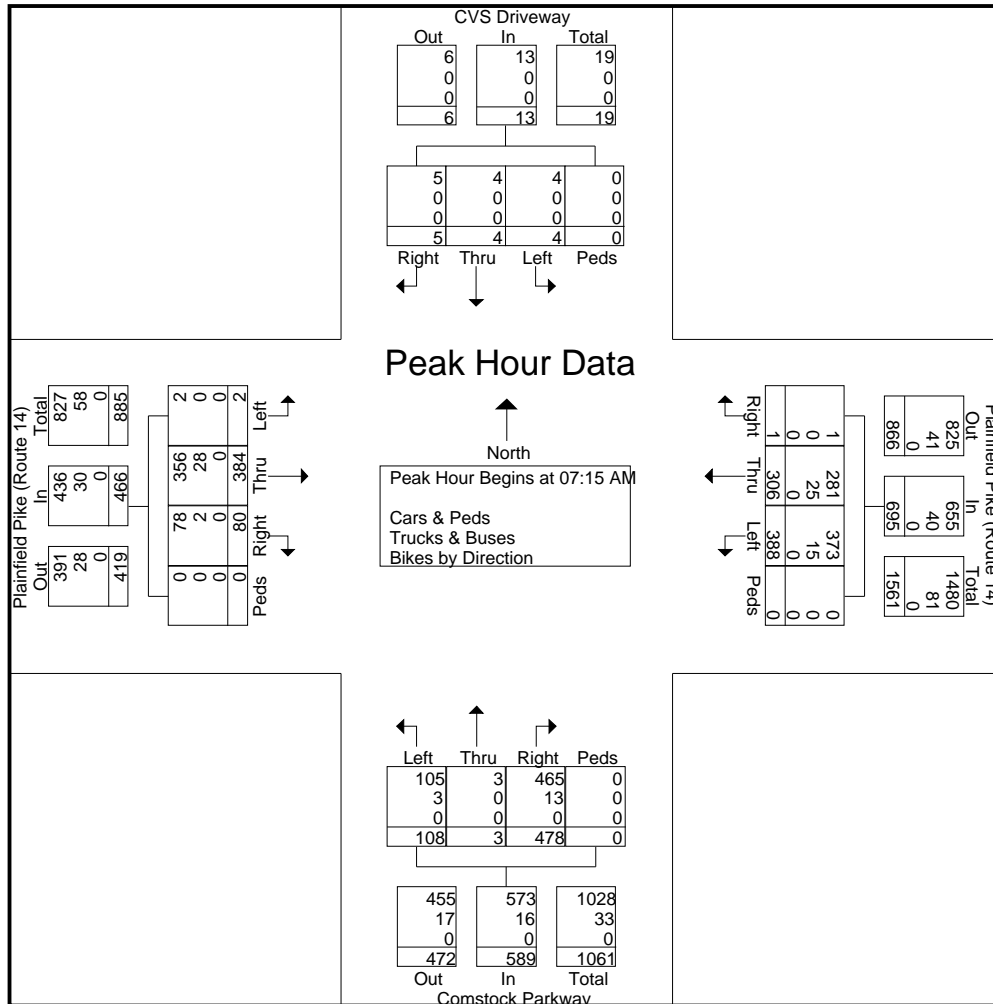 CVS Driveway
Out In Total
6 13 19
0 0 0
0 0 0
6 13 19
5 4 4 0
0 0 0 0
0 0 0 0
5 4 4 0
Right Thru Left Peds
Peak Hour Data
North
Peak Hour Begins at 07:15 AM
Cars & Peds
Trucks & Buses
Bikes by Direction
Plainfield Pike (Route 14)
Out In Total
391 436 827
28 30 58
0 0 0
419 466 885
Peds Right Thru Left
0 78 356 2
0 2 28 0
0 0 0 0
0 80 384 2
Right Thru Left Peds
1 281 373 0
0 25 15 0
0 0 0 0
1 306 388 0
Plainfield Pike (Route 14)
Out In Total
825 655 1480
41 40 81
0 0 0
866 695 1561
Left Thru Right Peds
105 3 465 0
3 0 13 0
0 0 0 0
108 3 478 0
455 573 1028
17 16 33
0 0 0
472 589 1061
Out In Total
Comstock Parkway